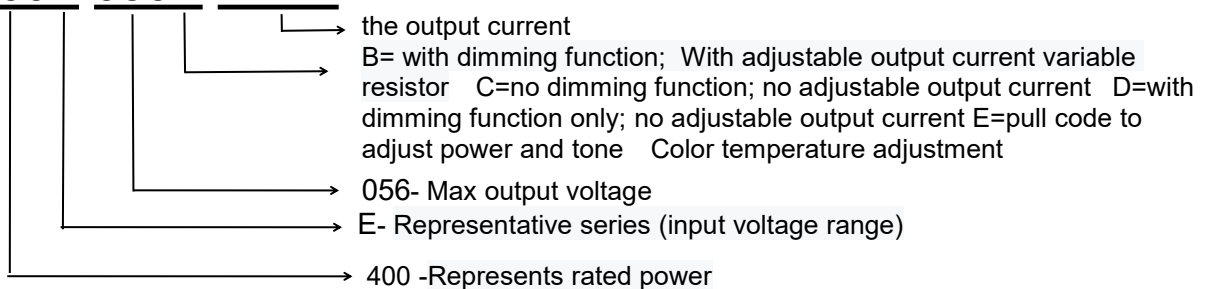 the output current
B= with dimming function;  With adjustable output current variable
resistor    C=no dimming function; no adjustable output current   D=with
dimming function only; no adjustable output current E=pull code to
adjust power and tone    Color temperature adjustment
056- Max output voltage
E- Representative series (input voltage range)
400 -Represents rated power